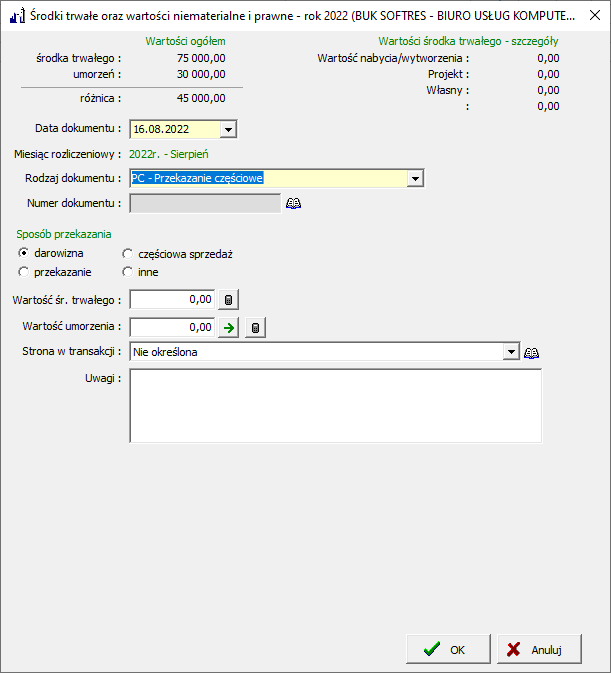 Środki trwałe oraz wartości niematerialne i prawne - rok 2022 (BUK SOFTRES - BIURO USŁUG KOMPUTE...
Wartości ogółem
środka trwałego : 75 000,00
umorzeń : 30 000,00
różnica : 45 000,00
Wartości środka trwałego - szczegóły
Wartość nabycia/wytworzenia : 0,00
Projekt : 0,00
Własny : 0,00
: 0,00
Data dokumentu : 16.08.2022
Miesiąc rozliczeniowy : 2022r. - Sierpień
Rodzaj dokumentu : PC - Przekazanie częściowe
Numer dokumentu :
Sposób przekazania
darowizna częściowa sprzedaż
przekazanie inne
Wartość śr. trwałego : 0,00
Wartość umorzenia : 0,00
Strona w transakcji : Nie określona
Uwagi :
OK Anuluj